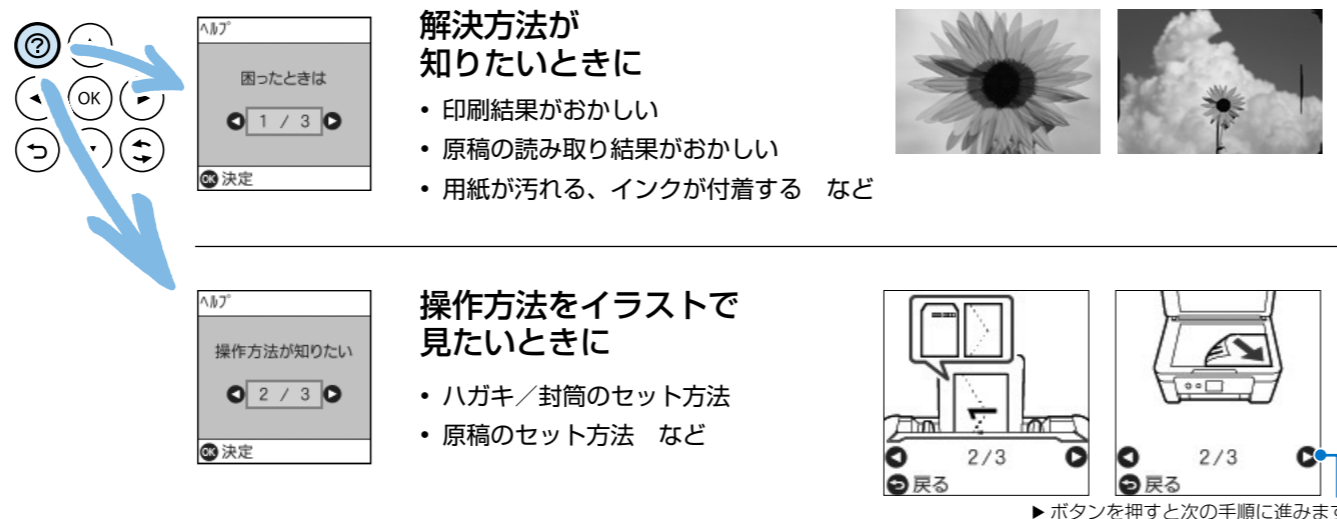 ヘルプ
困ったときは
1 / 3
OK 決定
解決方法が
知りたいときに
• 印刷結果がおかしい
• 原稿の読み取り結果がおかしい
• 用紙が汚れる、インクが付着する　など
?
OK
ヘルプ
操作方法が知りたい
2 / 3
OK 決定
操作方法をイラストで
見たいときに
• ハガキ／封筒のセット方法
• 原稿のセット方法　など
2/3
戻る
2/3
戻る
▶ ボタンを押すと次の手順に進みます